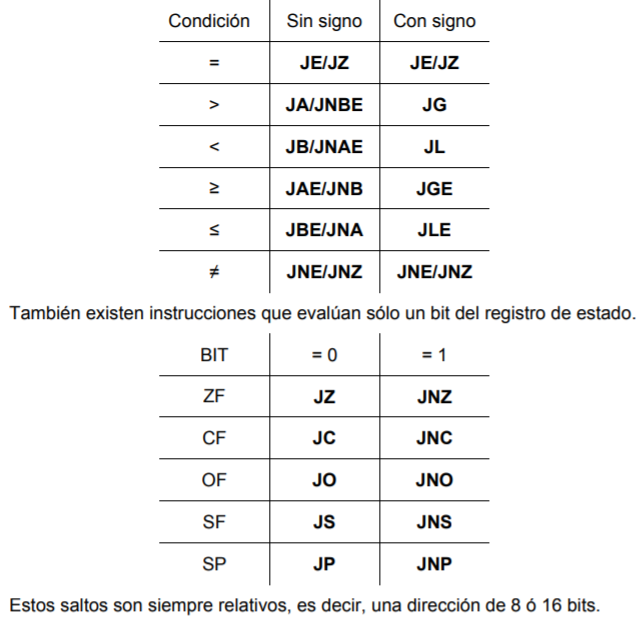 Condición Sin signo Con signo
= JE/JZ JE/JZ
> JA/JNBE JG
< JB/JNAE JL
≥ JAE/JNB JGE
≤ JBE/JNA JLE
≠ JNE/JNZ JNE/JNZ
También existen instrucciones que evalúan sólo un bit del registro de estado.
BIT = 0 = 1
ZF JZ JNZ
CF JC JNC
OF JO JNO
SF JS JNS
SP JP JNP
Estos saltos son siempre relativos, es decir, una dirección de 8 ó 16 bits.